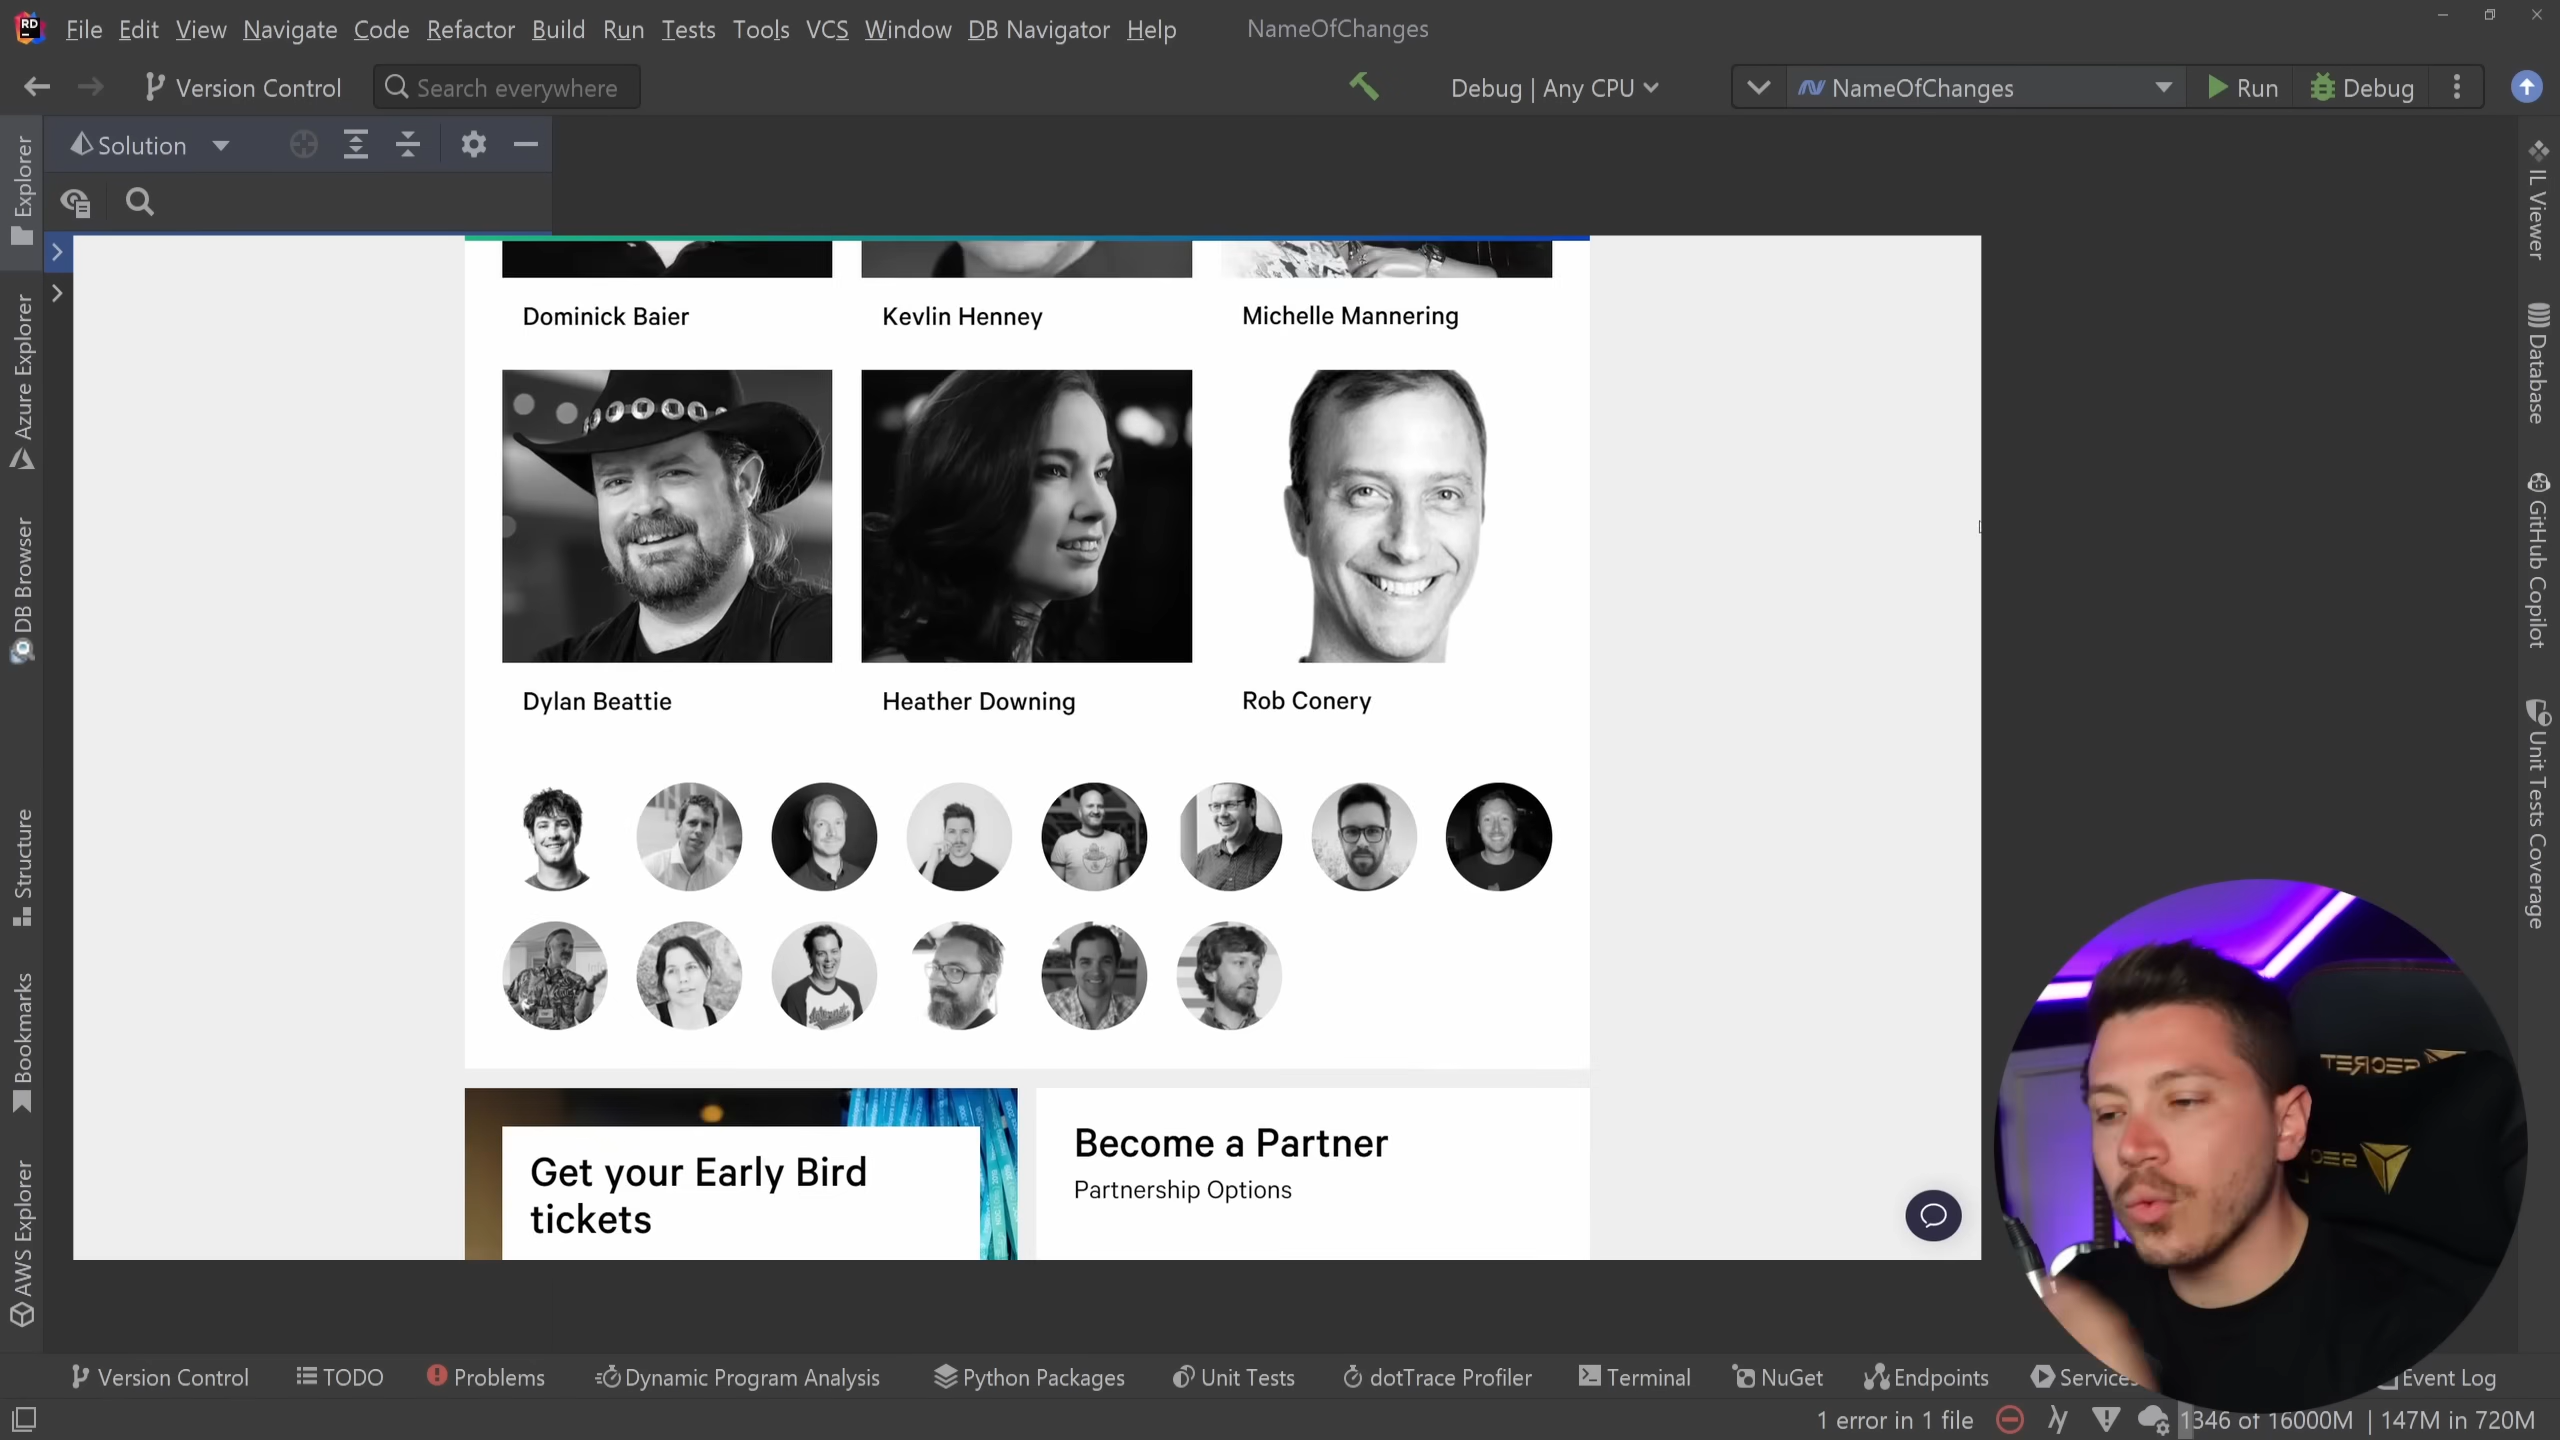 RD
File Edit View Navigate Code Refactor Build Run Tests Tools VCS Window DB Navigator Help NameOfChanges
Version Control Search everywhere Debug | Any CPU NameOfChanges Run Debug
Solution
Explorer
Azure Explorer
DB Browser
Structure
Bookmarks
AWS Explorer
Dominick Baier Kevlin Henney Michelle Mannering
Dylan Beattie Heather Downing Rob Conery
Get your Early Bird
tickets
Become a Partner
Partnership Options
IL Viewer
Database
GitHub Copilot
Unit Tests Coverage
SECRET
SEC
Version Control TODO Problems Dynamic Program Analysis Python Packages Unit Tests dotTrace Profiler Terminal NuGet Endpoints Services Event Log
1 error in 1 file 1346 of 16000M | 147M in 720M